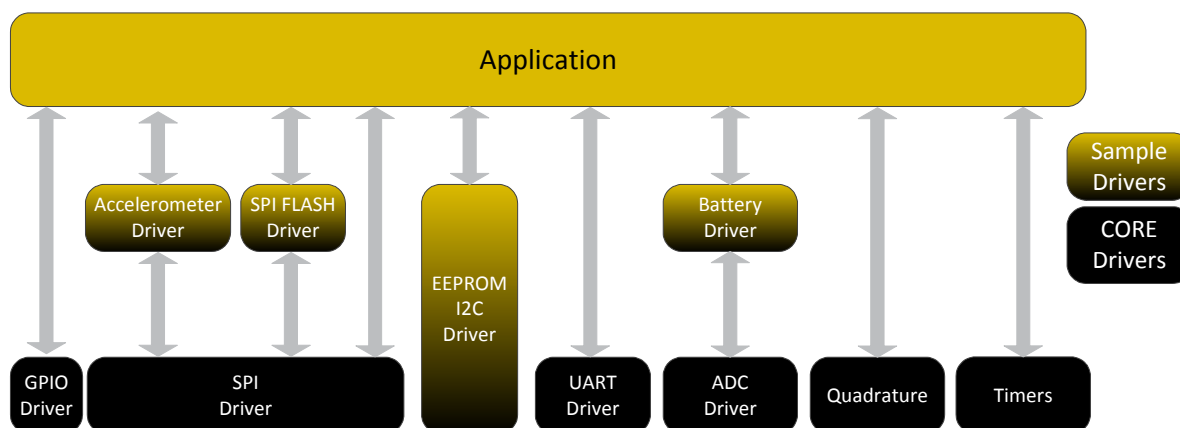 Application
Sample
Drivers
Accelerometer
Driver
SPI FLASH
Driver
Battery
Driver
CORE
Drivers
EEPROM
I2C
Driver
GPIO
Driver
SPI
Driver
UART
Driver
ADC
Driver
Quadrature
Timers